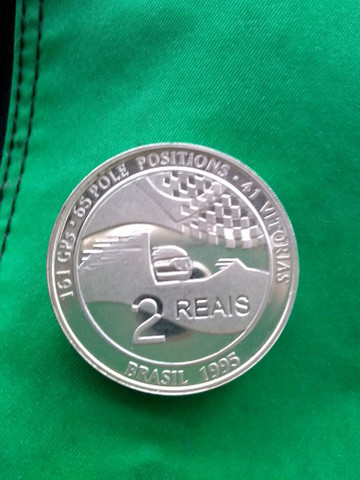 161 GPs · 65 POLE POSITIONS · 41 VITÓRIAS
2 REAIS
BRASIL 1995